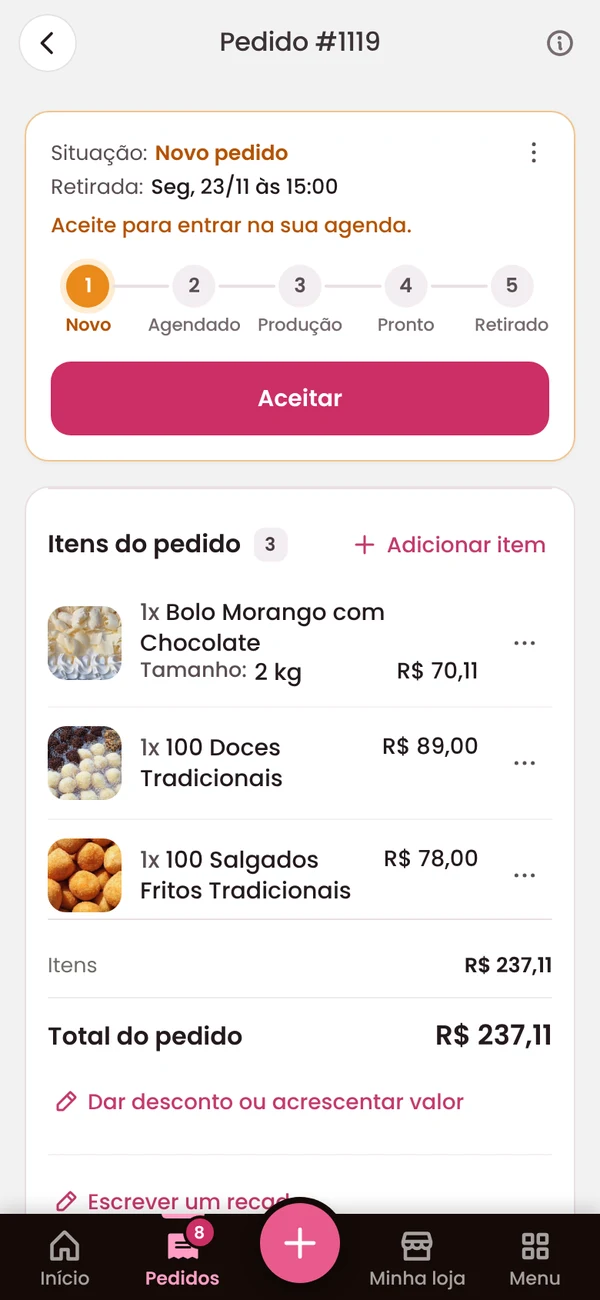 Pedido #1119
Situação: Novo pedido
Retirada: Seg, 23/11 às 15:00
Aceite para entrar na sua agenda.
1 2 3 4 5
Novo Agendado Produção Pronto Retirado
Aceitar
Itens do pedido 3 + Adicionar item
1x Bolo Morango com
Chocolate
Tamanho: 2 kg R$ 70,11
1x 100 Doces R$ 89,00
Tradicionais
1x 100 Salgados R$ 78,00
Fritos Tradicionais
Itens R$ 237,11
Total do pedido R$ 237,11
Dar desconto ou acrescentar valor
Escrever um recad
8
Início Pedidos Minha loja Menu